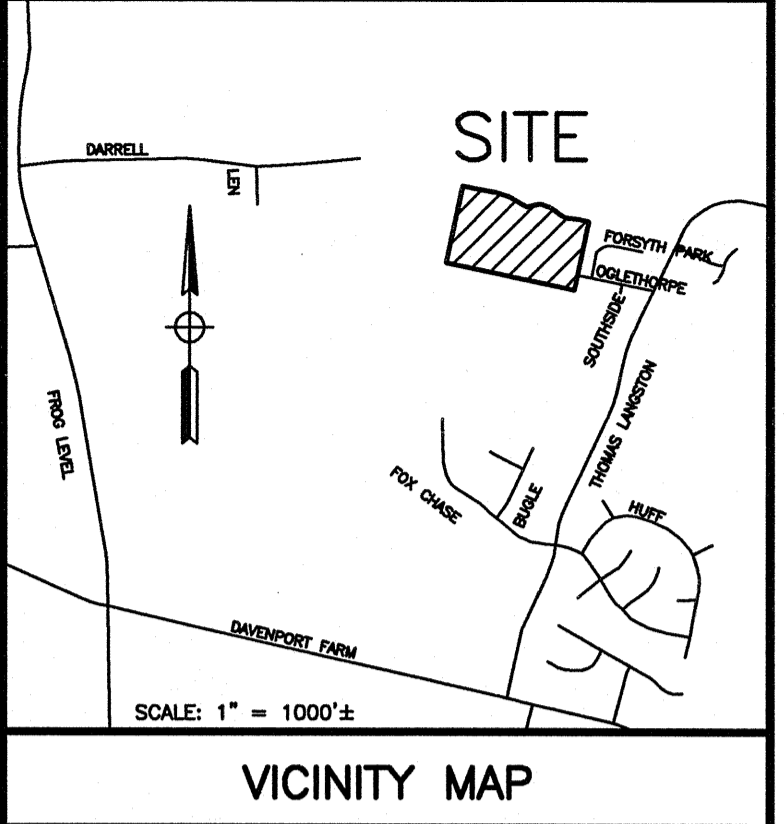 SITE
DARRELL
LEN
FORSYTH PARK
OGLETHORPE
SOUTHSIDE
FROG LEVEL
THOMAS LANGSTON
FOX CHASE
BUGLE
HUFF
DAVENPORT FARM
SCALE: 1" = 1000'±
VICINITY MAP